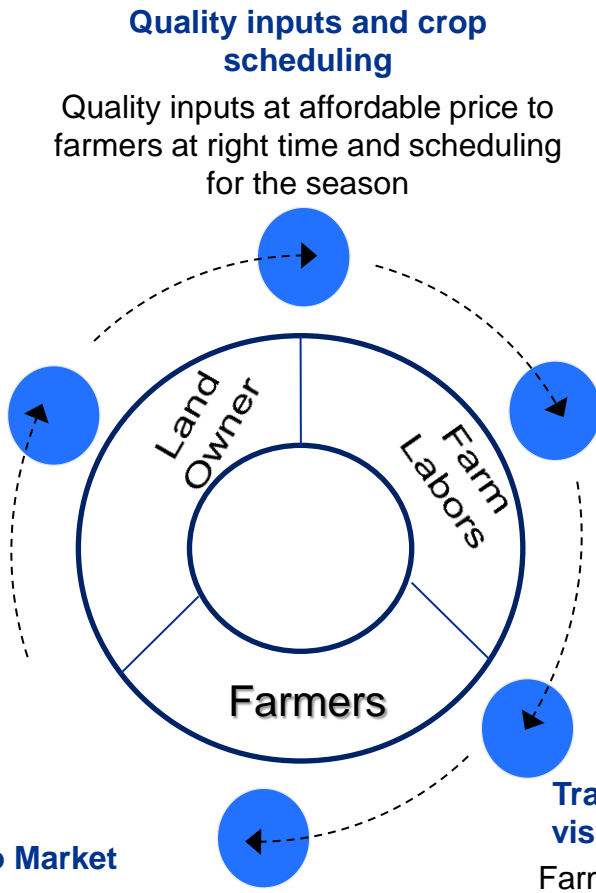 Quality inputs and crop
scheduling
Quality inputs at affordable price to
farmers at right time and scheduling
for the season
Land
Owner
Farm
Labors
Farmers
Market